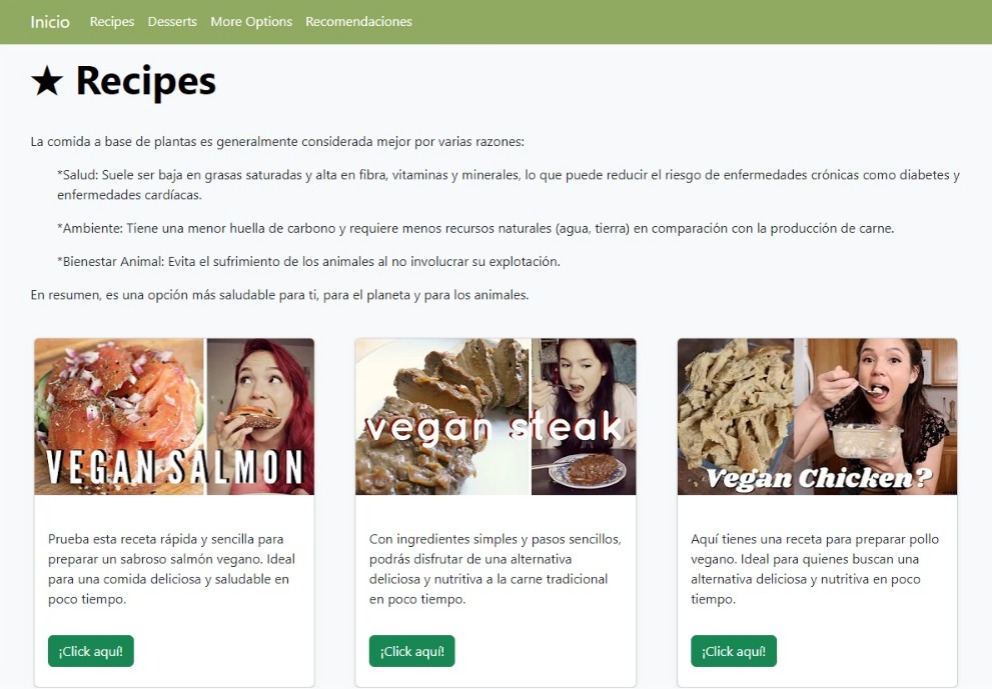 Inicio Recipes Desserts More Options Recomendaciones
★ Recipes
La comida a base de plantas es generalmente considerada mejor por varias razones:
*Salud: Suele ser baja en grasas saturadas y alta en fibra, vitaminas y minerales, lo que puede reducir el riesgo de enfermedades crónicas como diabetes y
enfermedades cardíacas.
*Ambiente: Tiene una menor huella de carbono y requiere menos recursos naturales (agua, tierra) en comparación con la producción de carne.
*Bienestar Animal: Evita el sufrimiento de los animales al no involucrar su explotación.
En resumen, es una opción más saludable para ti, para el planeta y para los animales.
VEGAN SALMON
Prueba esta receta rápida y sencilla para
preparar un sabroso salmón vegano. Ideal
para una comida deliciosa y saludable en
poco tiempo.
¡Click aquí!
vegan steak
Con ingredientes simples y pasos sencillos,
podrás disfrutar de una alternativa
deliciosa y nutritiva a la carne tradicional
en poco tiempo.
¡Click aquí!
Vegan Chicken?
Aquí tienes una receta para preparar pollo
vegano. Ideal para quienes buscan una
alternativa deliciosa y nutritiva en poco
tiempo.
¡Click aquí!